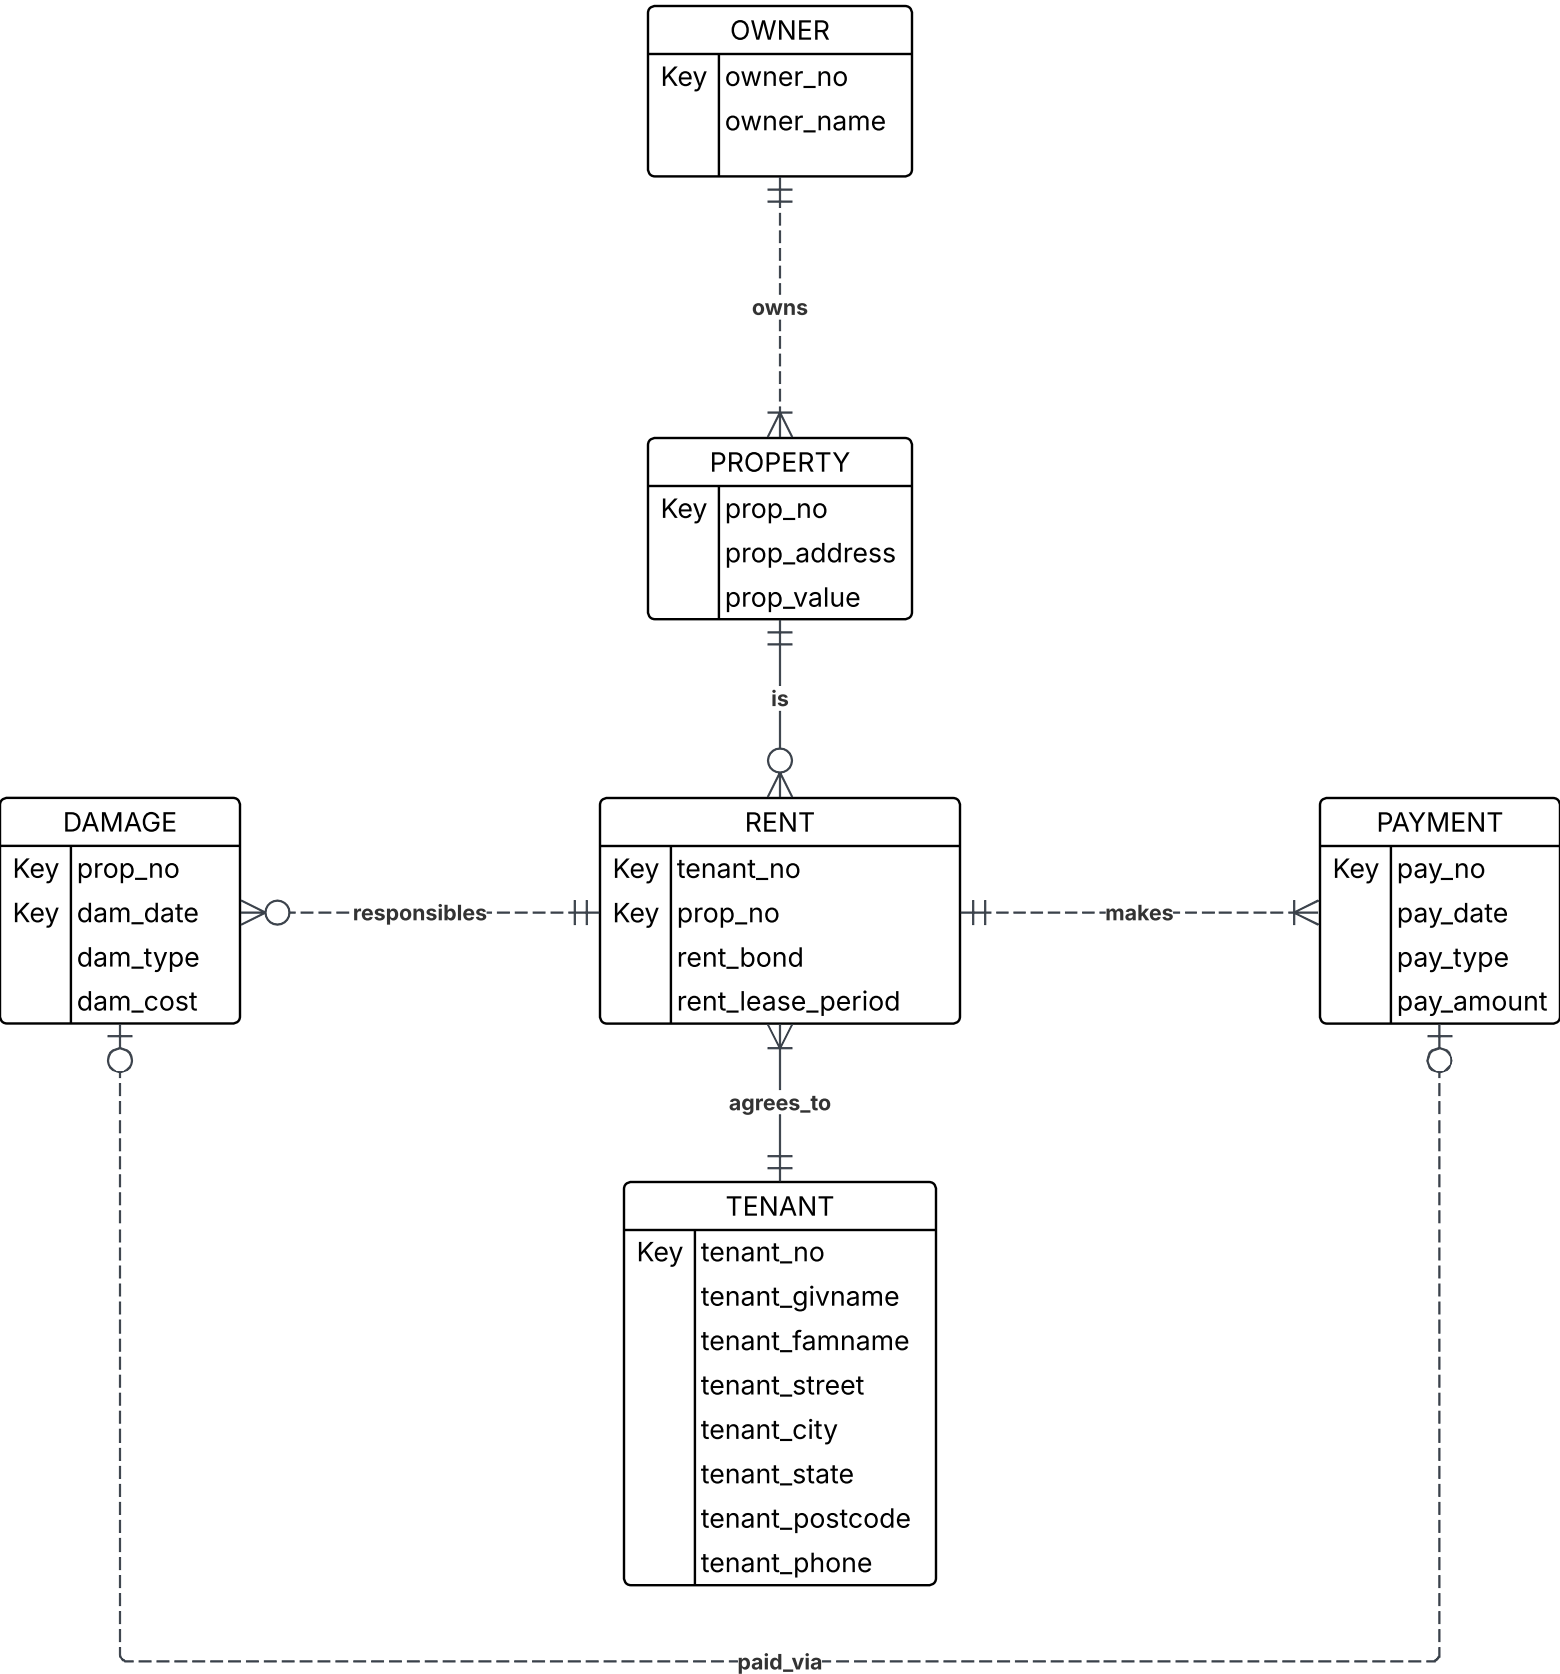 OWNER
Key owner_no
owner_name
owns
PROPERTY
Key prop_no
prop_address
prop_value
is
DAMAGE
Key prop_no
Key dam_date
dam_type
dam_cost
responsibles
RENT
Key tenant_no
Key prop_no
rent_bond
rent_lease_period
makes
PAYMENT
Key pay_no
pay_date
pay_type
pay_amount
agrees_to
TENANT
Key tenant_no
tenant_givname
tenant_famname
tenant_street
tenant_city
tenant_state
tenant_postcode
tenant_phone
paid_via